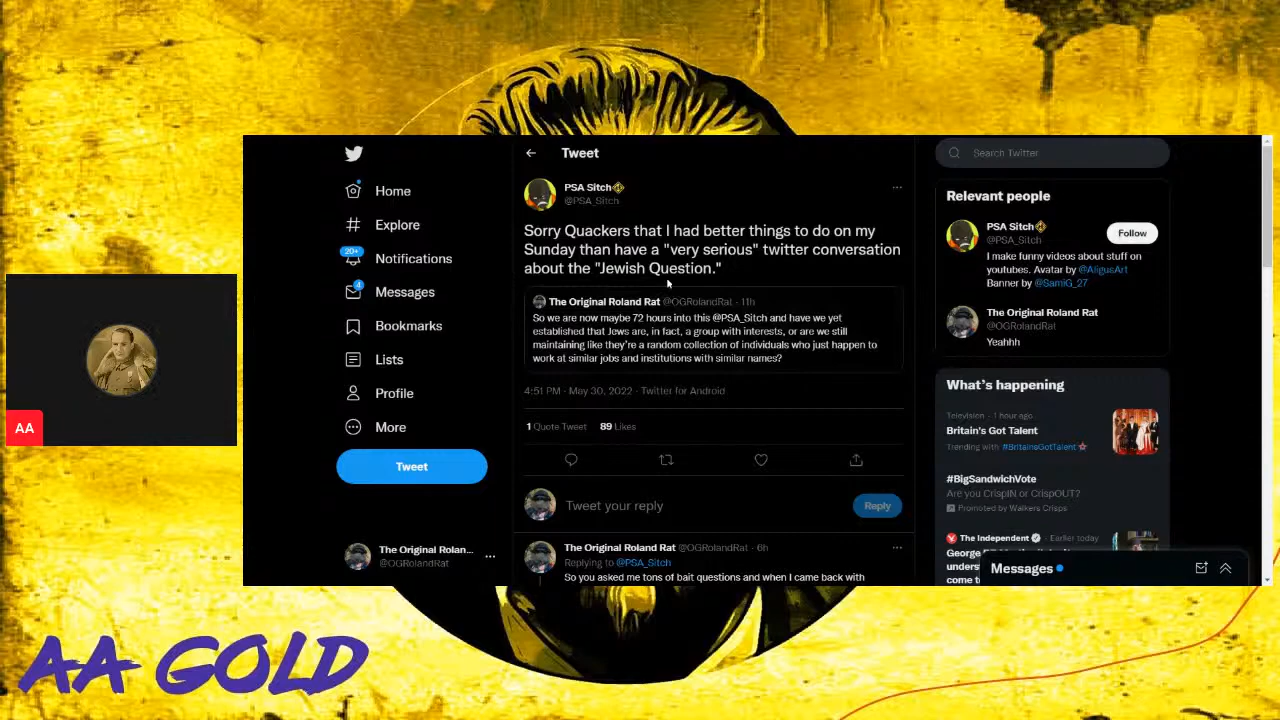 Tweet
PSA Sitch
@PSA_Sitch
Sorry Quackers that I had better things to do on my
Sunday than have a "very serious" twitter conversation
about the "Jewish Question."
The Original Roland Rat @OGRolandRat · 11h
So we are now maybe 72 hours into this @PSA_Sitch and have we yet
established that Jews are, in fact, a group with interests, or are we still
maintaining like they're a random collection of individuals who just happen to
work at similar jobs and institutions with similar names?
4:51 PM · May 30, 2022 · Twitter for Android
1 Quote Tweet 89 Likes
Tweet your reply
Reply
The Original Roland Rat @OGRolandRat · 6h
Replying to @PSA_Sitch
So you asked me tons of bait questions and when I came back with
Home
Explore
20+
Notifications
4
Messages
Bookmarks
Lists
Profile
More
Tweet
The Original Rolan...
@OGRolandRat
Search Twitter
Relevant people
PSA Sitch
@PSA_Sitch
Follow
I make funny videos about stuff on
youtubes. Avatar by @AligusArt
Banner by @SamiG_27
The Original Roland Rat
@OGRolandRat
Yeahhh
What's happening
Television · 1 hour ago
Britain's Got Talent
Trending with #BritainsGotTalent
#BigSandwichVote
Are you CrispIN or CrispOUT?
Promoted by Walkers Crisps
The Independent · Earlier today
George
unders
come t
Messages
AA
AA GOLD